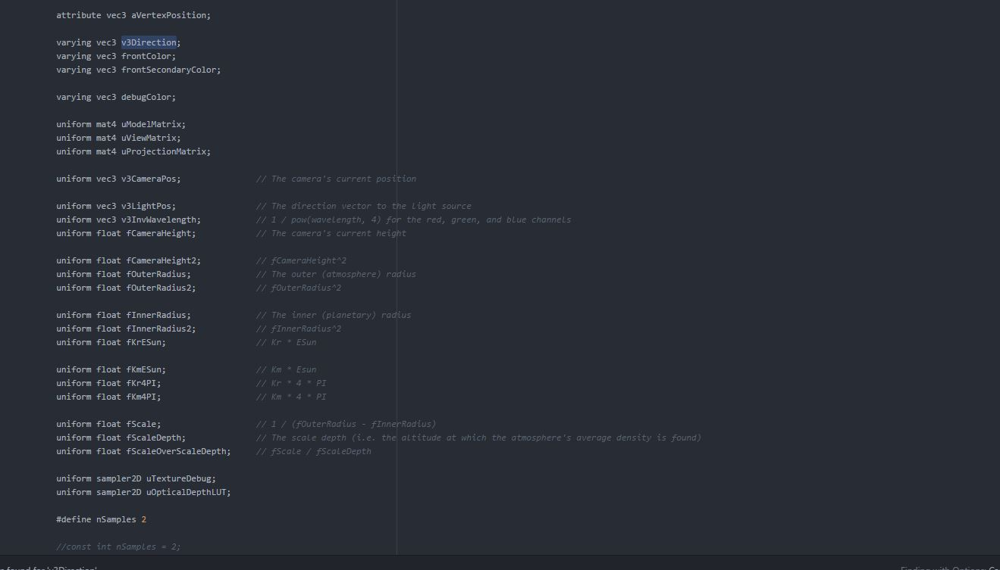 attribute vec3 aVertexPosition;
varying vec3 v3Direction;
varying vec3 frontColor;
varying vec3 frontSecondaryColor;
varying vec3 debugColor;
uniform mat4 uModelMatrix;
uniform mat4 uViewMatrix;
uniform mat4 uProjectionMatrix;
uniform vec3 v3CameraPos; // The camera's current position
uniform vec3 v3LightPos; // The direction vector to the light source
uniform vec3 v3InvWavelength; // 1 / pow(wavelength, 4) for the red, green, and blue channels
uniform float fCameraHeight; // The camera's current height
uniform float fCameraHeight2; // fCameraHeight^2
uniform float fOuterRadius; // The outer (atmosphere) radius
uniform float fOuterRadius2; // fOuterRadius^2
uniform float fInnerRadius; // The inner (planetary) radius
uniform float fInnerRadius2; // fInnerRadius^2
uniform float fKrESun; // Kr * ESun
uniform float fKmESun; // Km * Esun
uniform float fKr4PI; // Kr * 4 * PI
uniform float fKm4PI; // Km * 4 * PI
uniform float fScale; // 1 / (fOuterRadius - fInnerRadius)
uniform float fScaleDepth; // The scale depth (i.e. the altitude at which the atmosphere's average density is found)
uniform float fScaleOverScaleDepth; // fScale / fScaleDepth
uniform sampler2D uTextureDebug;
uniform sampler2D uOpticalDepthLUT;
#define nSamples 2
//const int nSamples = 2;
found for 'v3Direction'
Finding with Options: